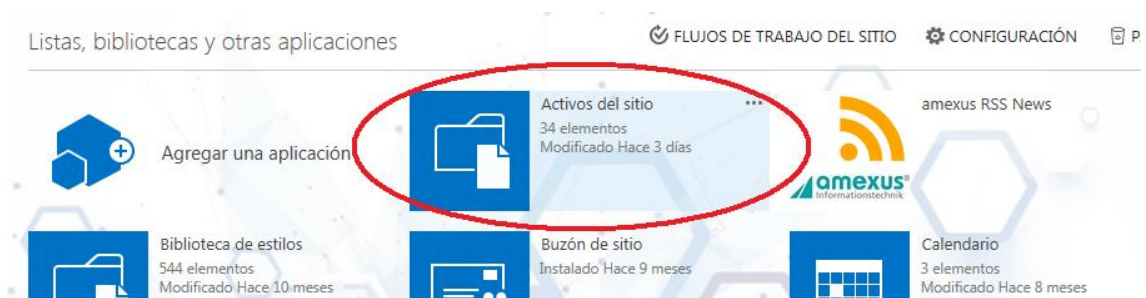 Listas, bibliotecas y otras aplicaciones
FLUJOS DE TRABAJO DEL SITIO
CONFIGURACIÓN
Agregar una aplicación
Activos del sitio
34 elementos
Modificado Hace 3 días
amexus RSS News
amexus
Informationstechnik
Biblioteca de estilos
544 elementos
Modificado Hace 10 meses
Buzón de sitio
Instalado Hace 9 meses
Calendario
3 elementos
Modificado Hace 8 meses